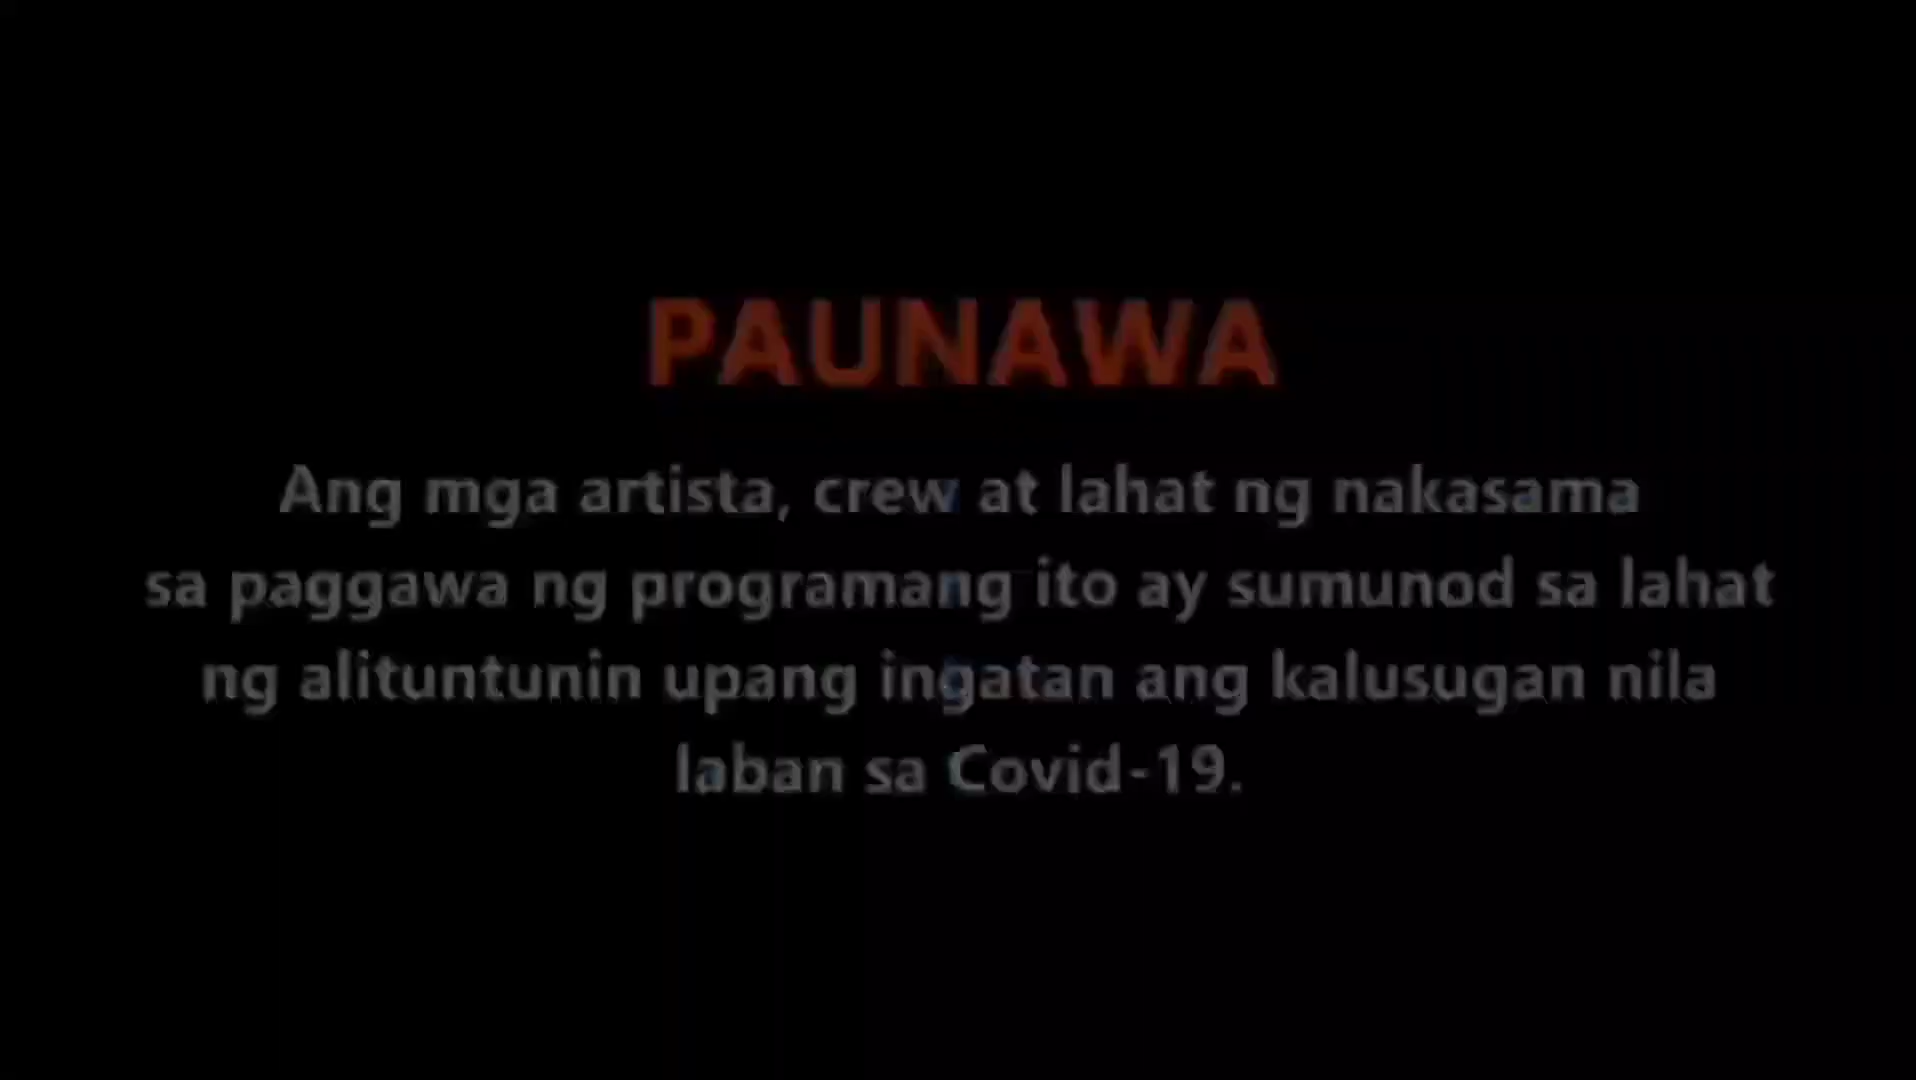 PAUNAWA
Ang mga artista, crew at lahat ng nakasama
sa paggawa ng programang ito ay sumunod sa lahat
ng alituntunin upang ingatan ang kalusugan nila
laban sa Covid-19.